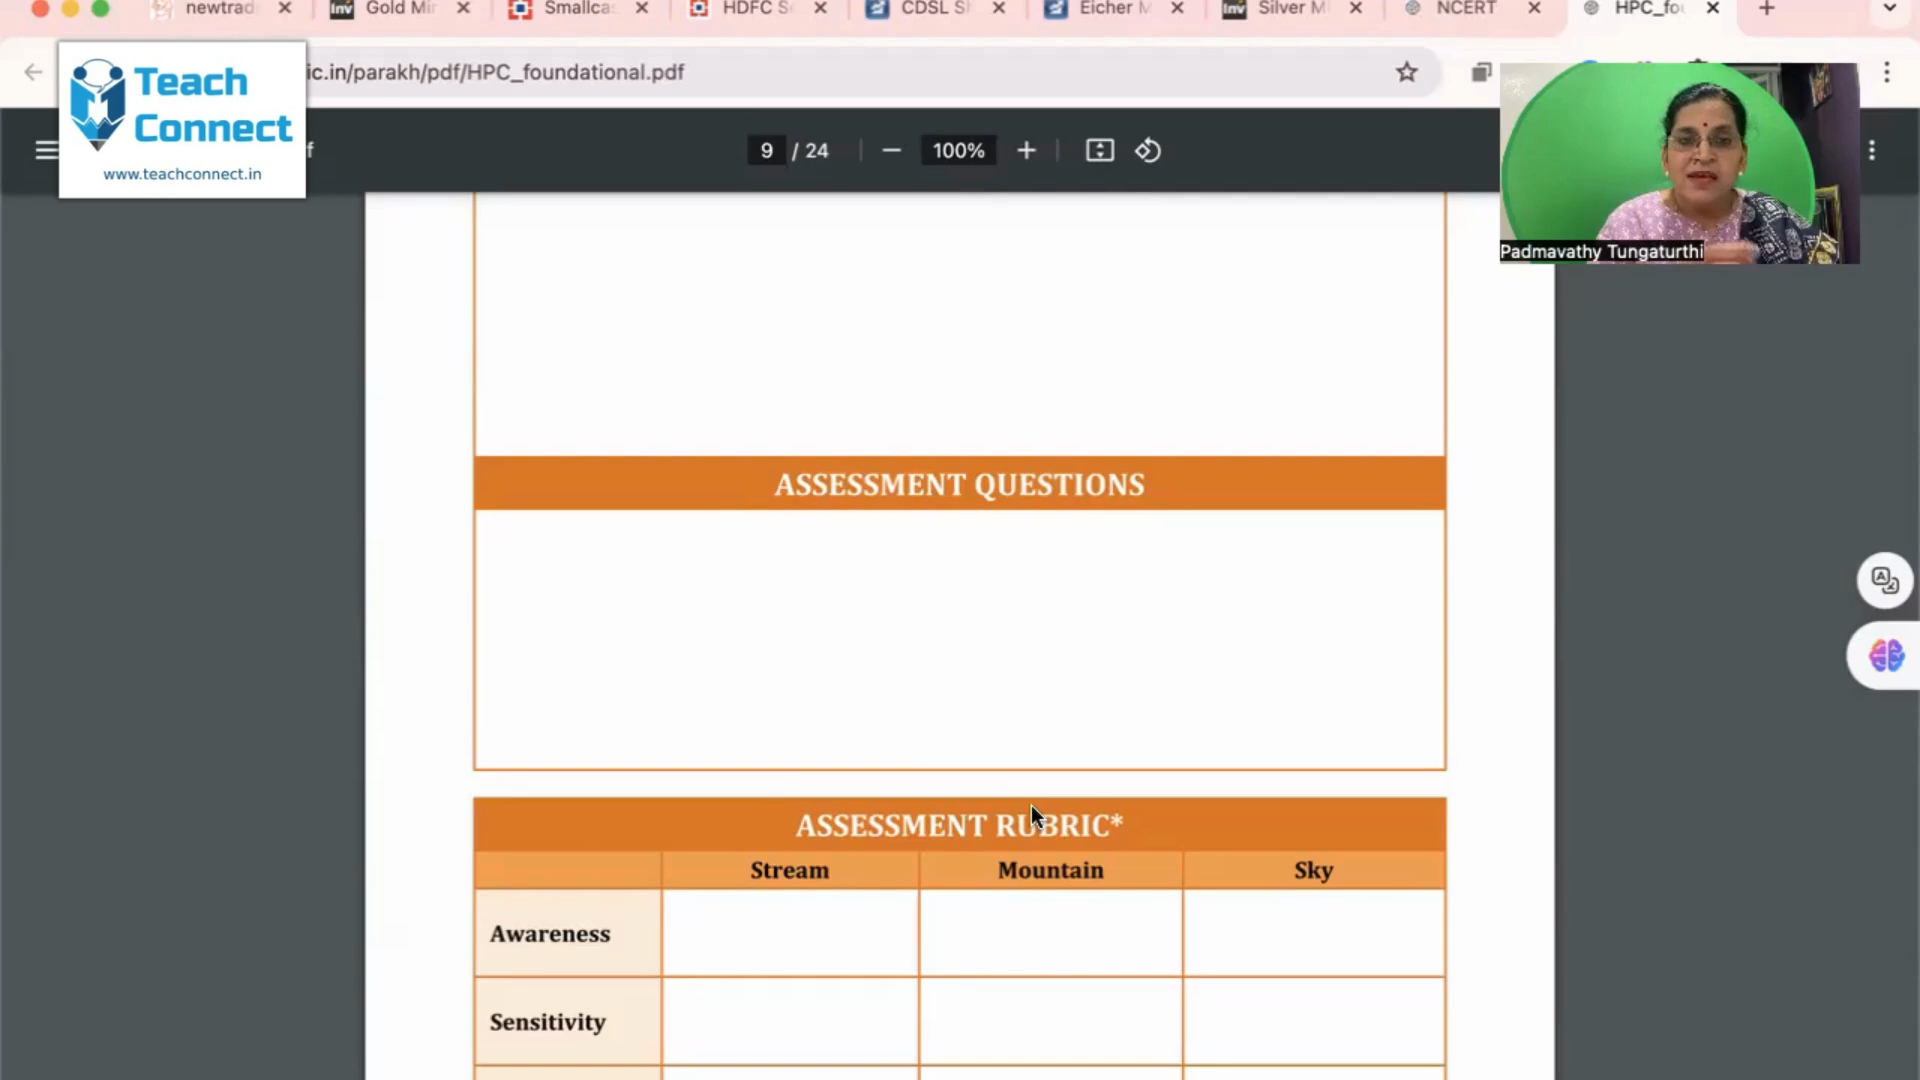 newtrad
Gold Mir
Smallca
HDFC S
CDSL S
Eicher M
Silver M
NCERT
HPC_fo
Teach
Connect
www.teachconnect.in
ic.in/parakh/pdf/HPC_foundational.pdf
f
9 / 24
100%
Padmavathy Tungaturthi
ASSESSMENT QUESTIONS
ASSESSMENT RUBRIC*
Stream Mountain Sky
Awareness
Sensitivity